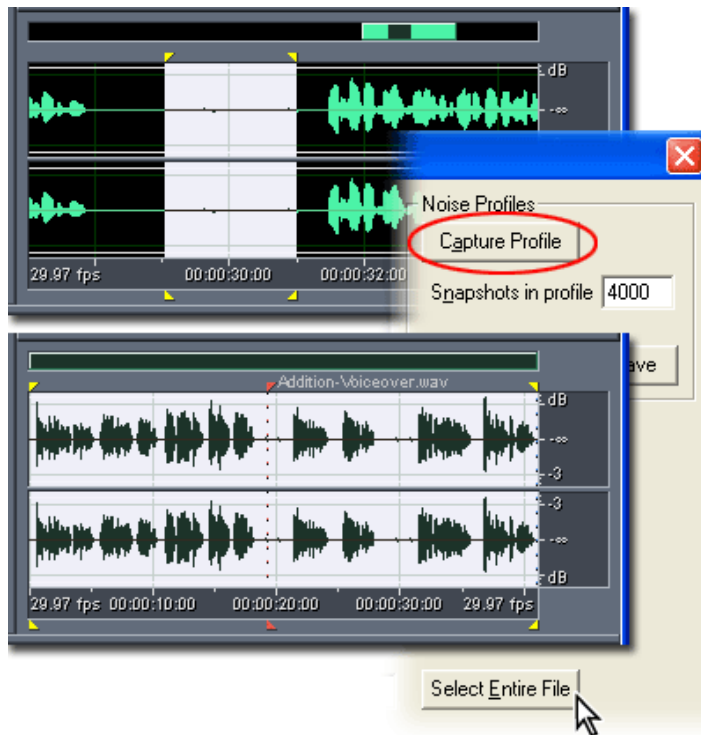 dB
-∞
29.97 fps 00:00:30:00 00:00:32:00
Noise Profiles
Capture Profile
Snapshots in profile 4000
ave
Addition-Voiceover.wav
dB
-∞
-3
-3
-∞
dB
29.97 fps 00:00:10:00 00:00:20:00 00:00:30:00 29.97 fps
Select Entire File